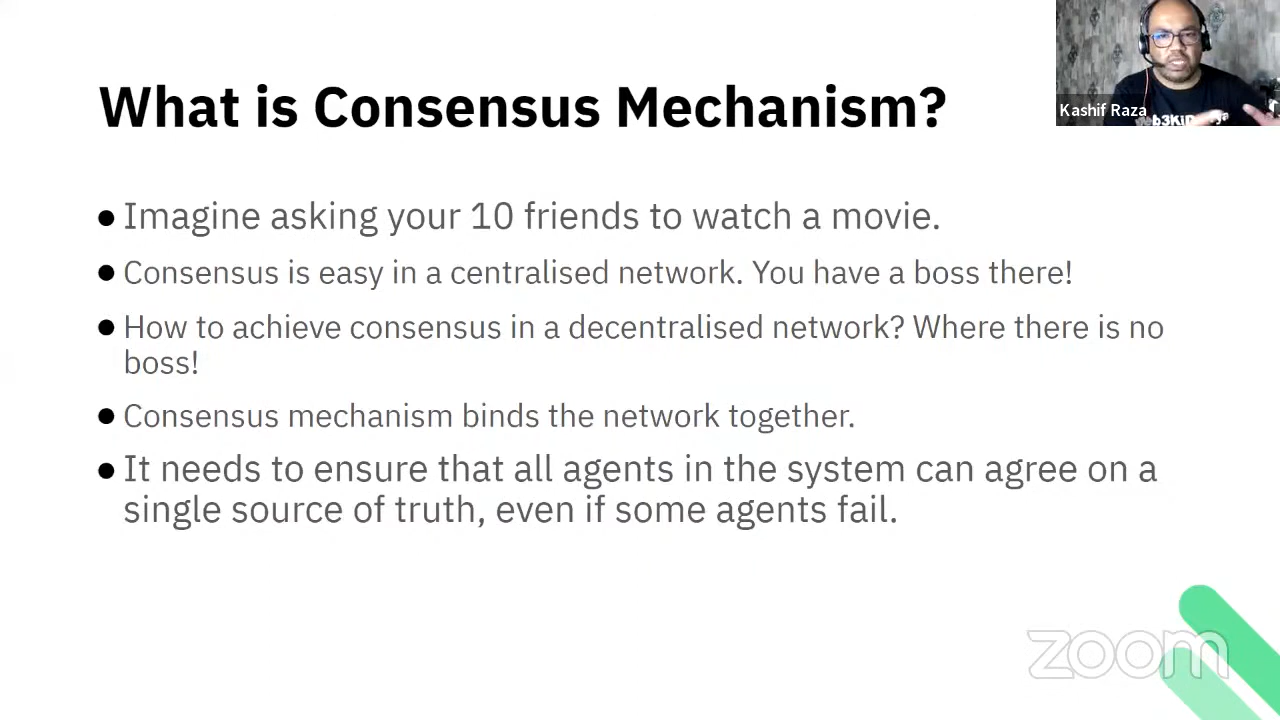 What is Consensus Mechanism?
Kashif Raza
● Imagine asking your 10 friends to watch a movie.
● Consensus is easy in a centralised network. You have a boss there!
● How to achieve consensus in a decentralised network? Where there is no
boss!
● Consensus mechanism binds the network together.
● It needs to ensure that all agents in the system can agree on a
single source of truth, even if some agents fail.
zoom